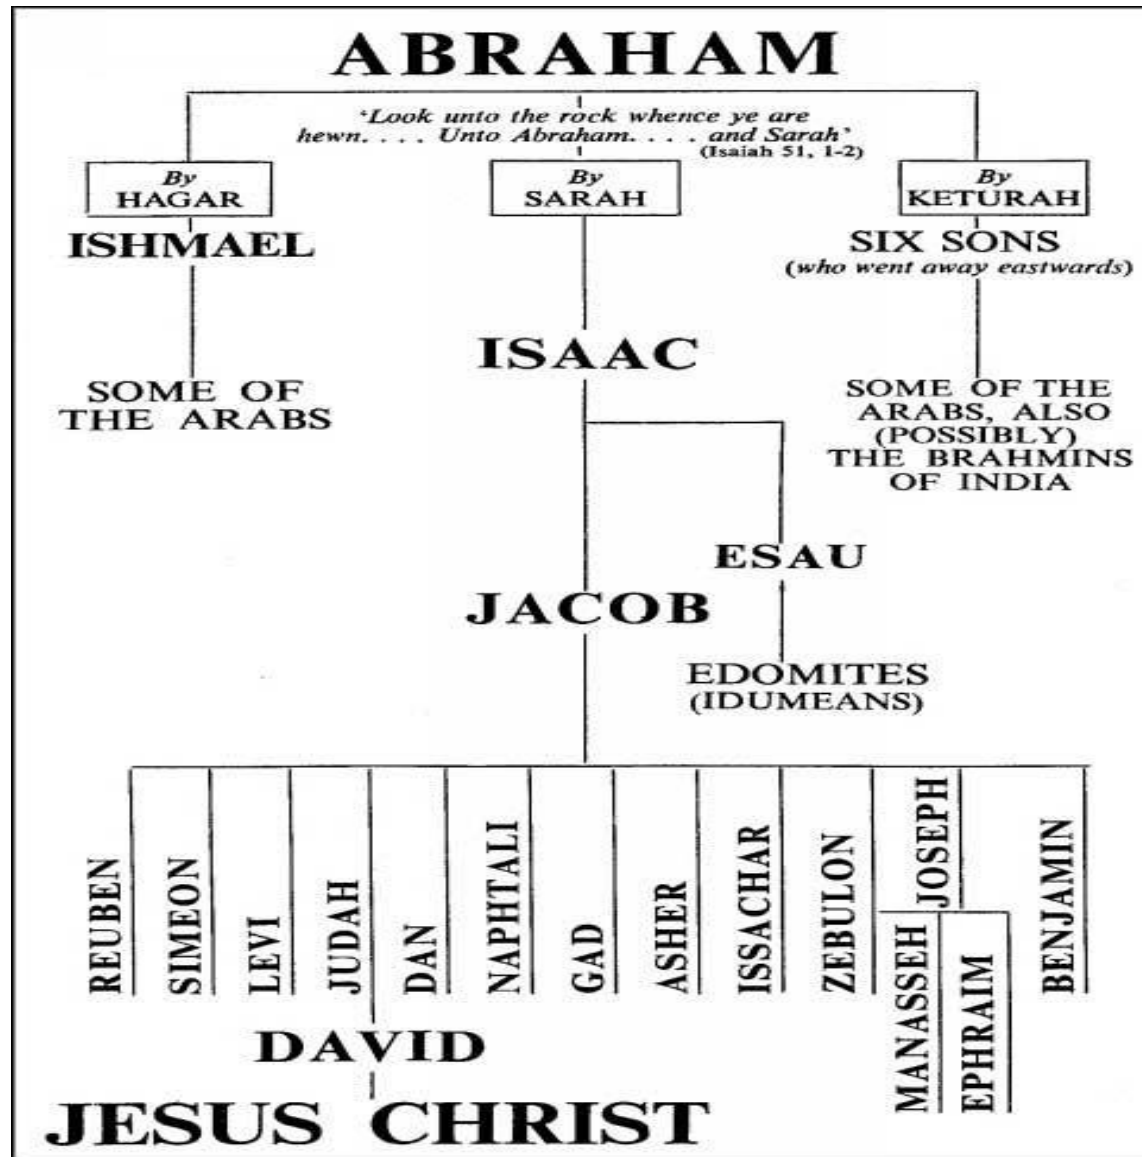 ABRAHAM
‘Look unto the rock whence ye are
hewn. . . . Unto Abraham. . . . and Sarah’
(Isaiah 51, 1-2)
By
HAGAR
By
SARAH
By
KETURAH
ISHMAEL
SIX SONS
(who went away eastwards)
ISAAC
SOME OF
THE ARABS
SOME OF THE
ARABS, ALSO
(POSSIBLY)
THE BRAHMINS
OF INDIA
ESAU
JACOB
EDOMITES
(IDUMEANS)
REUBEN
SIMEON
LEVI
JUDAH
DAN
NAPHTALI
GAD
ASHER
ISSACHAR
ZEBULON
JOSEPH
MANASSEH
EPHRAIM
BENJAMIN
DAVID
JESUS CHRIST